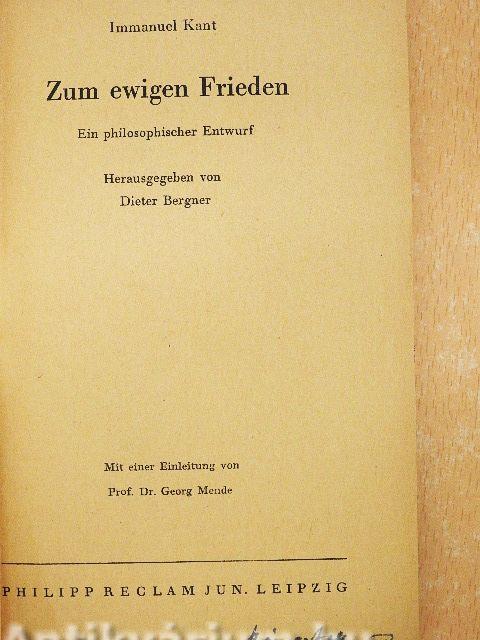 Immanuel Kant
Zum ewigen Frieden
Ein philosophischer Entwurf
Herausgegeben von
Dieter Bergner
Mit einer Einleitung von
Prof. Dr. Georg Mende
PHILIPP RECLAM JUN. LEIPZIG